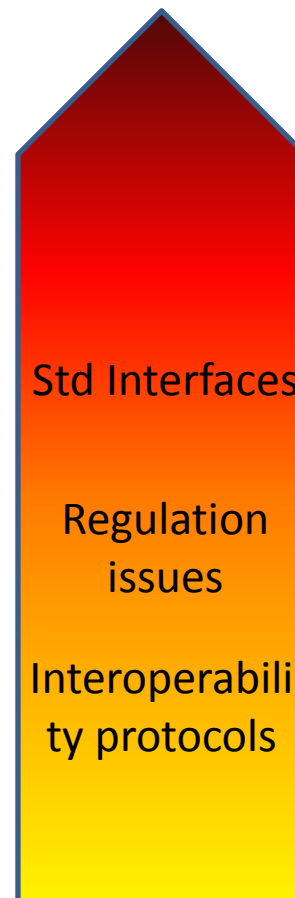 Std Interfaces
Regulation
issues
Interoperabili
ty protocols